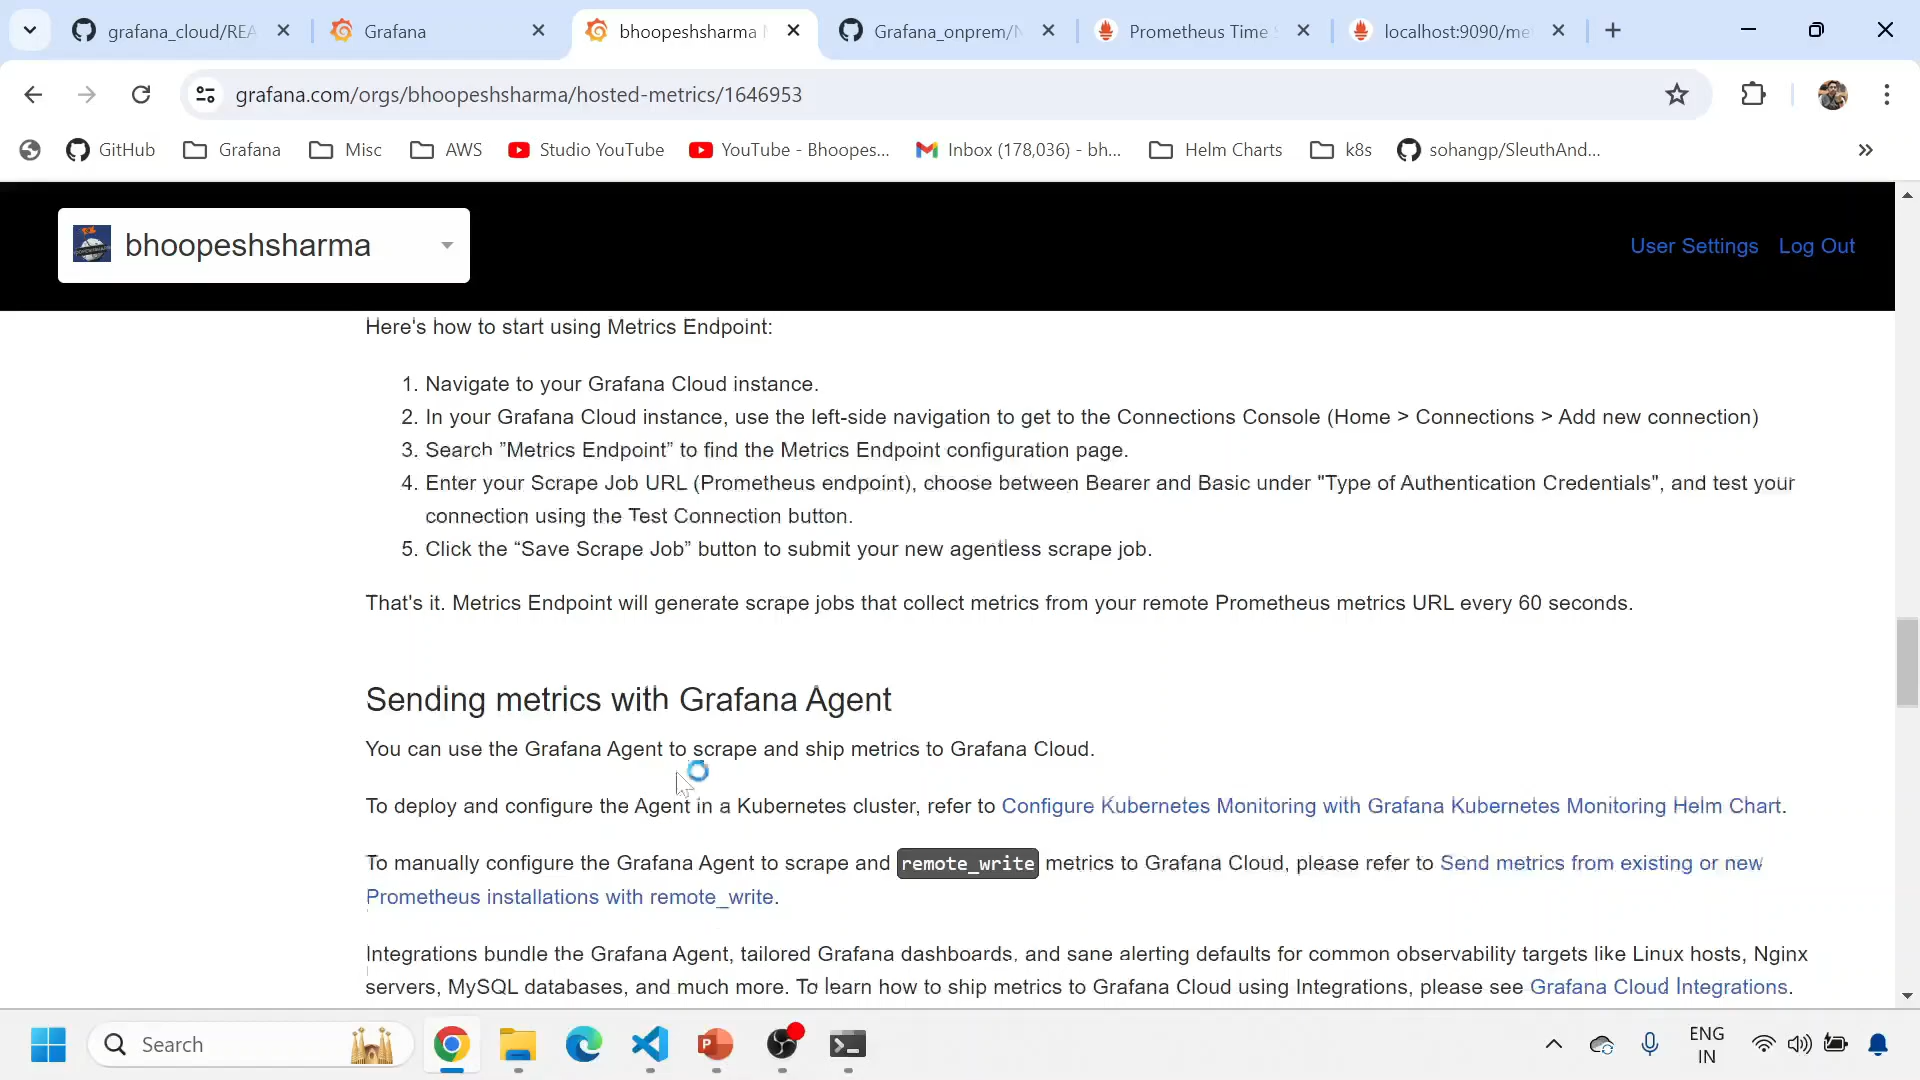 grafana_cloud/REA
Grafana
bhoopeshsharma
Grafana_onprem/
Prometheus Time
localhost:9090/me
grafana.com/orgs/bhoopeshsharma/hosted-metrics/1646953
GitHub
Grafana
Misc
AWS
Studio YouTube
YouTube - Bhoopes...
Inbox (178,036) - bh...
Helm Charts
k8s
sohangp/SleuthAnd...
bhoopeshsharma
User Settings
Log Out
Here's how to start using Metrics Endpoint:
1. Navigate to your Grafana Cloud instance.
2. In your Grafana Cloud instance, use the left-side navigation to get to the Connections Console (Home > Connections > Add new connection)
3. Search ”Metrics Endpoint” to find the Metrics Endpoint configuration page.
4. Enter your Scrape Job URL (Prometheus endpoint), choose between Bearer and Basic under "Type of Authentication Credentials", and test your
connection using the Test Connection button.
5. Click the “Save Scrape Job” button to submit your new agentless scrape job.
That's it. Metrics Endpoint will generate scrape jobs that collect metrics from your remote Prometheus metrics URL every 60 seconds.
Sending metrics with Grafana Agent
You can use the Grafana Agent to scrape and ship metrics to Grafana Cloud.
To deploy and configure the Agent in a Kubernetes cluster, refer to Configure Kubernetes Monitoring with Grafana Kubernetes Monitoring Helm Chart.
To manually configure the Grafana Agent to scrape and remote_write metrics to Grafana Cloud, please refer to Send metrics from existing or new
Prometheus installations with remote_write.
Integrations bundle the Grafana Agent, tailored Grafana dashboards, and sane alerting defaults for common observability targets like Linux hosts, Nginx
servers, MySQL databases, and much more. To learn how to ship metrics to Grafana Cloud using Integrations, please see Grafana Cloud Integrations.
Search
ENG
IN